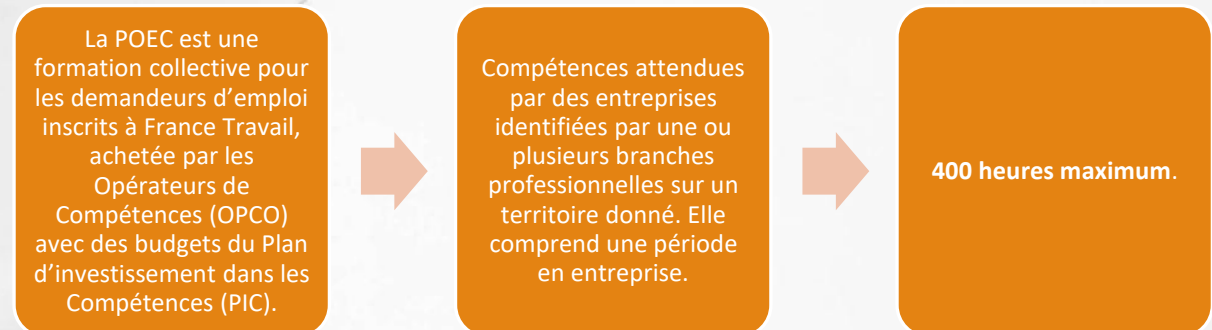 La POEC est une
formation collective pour
les demandeurs d’emploi
inscrits à France Travail,
achetée par les
Opérateurs de
Compétences (OPCO)
avec des budgets du Plan
d’investissement dans les
Compétences (PIC).
Compétences attendues
par des entreprises
identifiées par une ou
plusieurs branches
professionnelles sur un
territoire donné. Elle
comprend une période
en entreprise.
400 heures maximum.